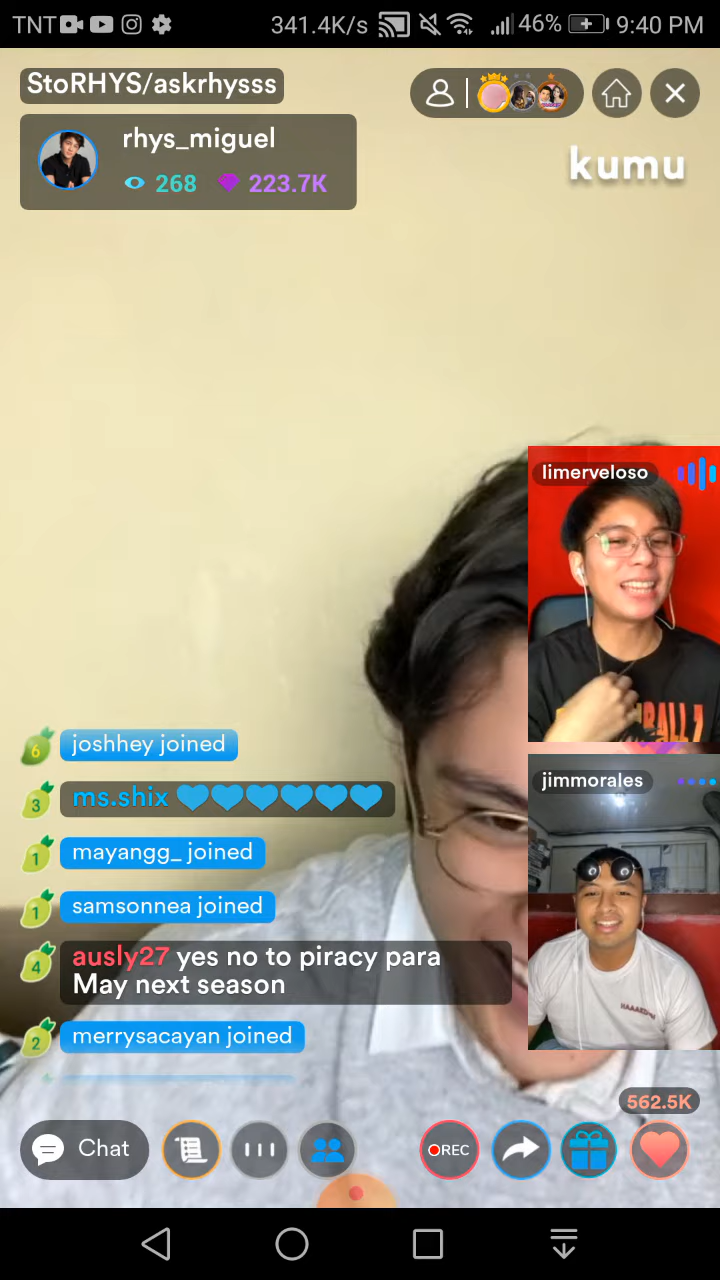 TNT 341.4K/s 46% 9:40 PM
StoRHYS/askrhysss
rhys_miguel
268 223.7K
kumu
limerveloso
jimmorales
6 joshhey joined
3 ms.shix 💙💙💙💙💙💙
1 mayangg_ joined
1 samsonnea joined
4 ausly27 yes no to piracy para
May next season
2 merrysacayan joined
562.5K
Chat REC